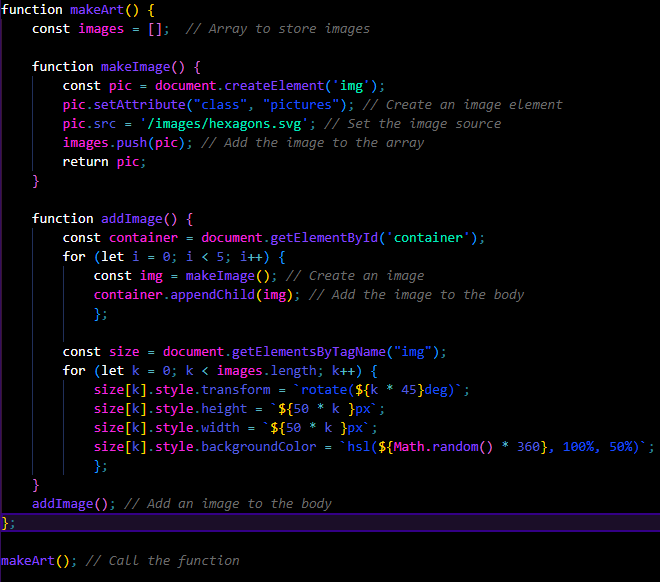 function makeArt() {
    const images = [];  // Array to store images

    function makeImage() {
        const pic = document.createElement('img');
        pic.setAttribute("class", "pictures"); // Create an image element
        pic.src = '/images/hexagons.svg'; // Set the image source
        images.push(pic); // Add the image to the array
        return pic;
    }

    function addImage() {
        const container = document.getElementById('container');
        for (let i = 0; i < 5; i++) {
            const img = makeImage(); // Create an image
            container.appendChild(img); // Add the image to the body
            };

        const size = document.getElementsByTagName("img");
        for (let k = 0; k < images.length; k++) {
            size[k].style.transform = `rotate(${k * 45}deg)`;
            size[k].style.height = `${50 * k }px`;
            size[k].style.width = `${50 * k }px`;
            size[k].style.backgroundColor = `hsl(${Math.random() * 360}, 100%, 50%)`;
            };
    }
    addImage(); // Add an image to the body
};

makeArt(); // Call the function